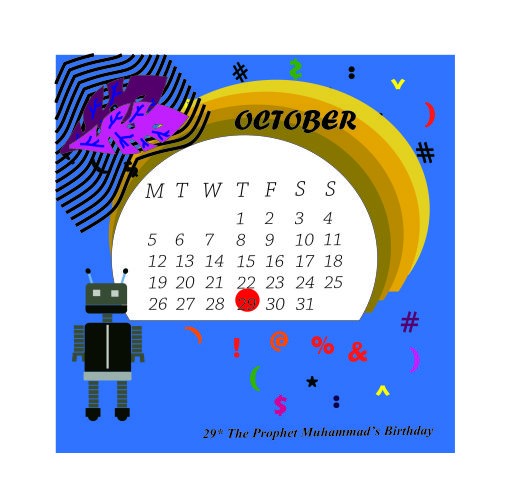 # $ : ^
)
OCTOBER
#
M T W T F S S
1 2 3 4
5 6 7 8 9 10 11
12 13 14 15 16 17 18
19 20 21 22 23 24 25
26 27 28 29 30 31
#
) ! @ % & )
( * ^
$ :
29* The Prophet Muhammad's Birthday